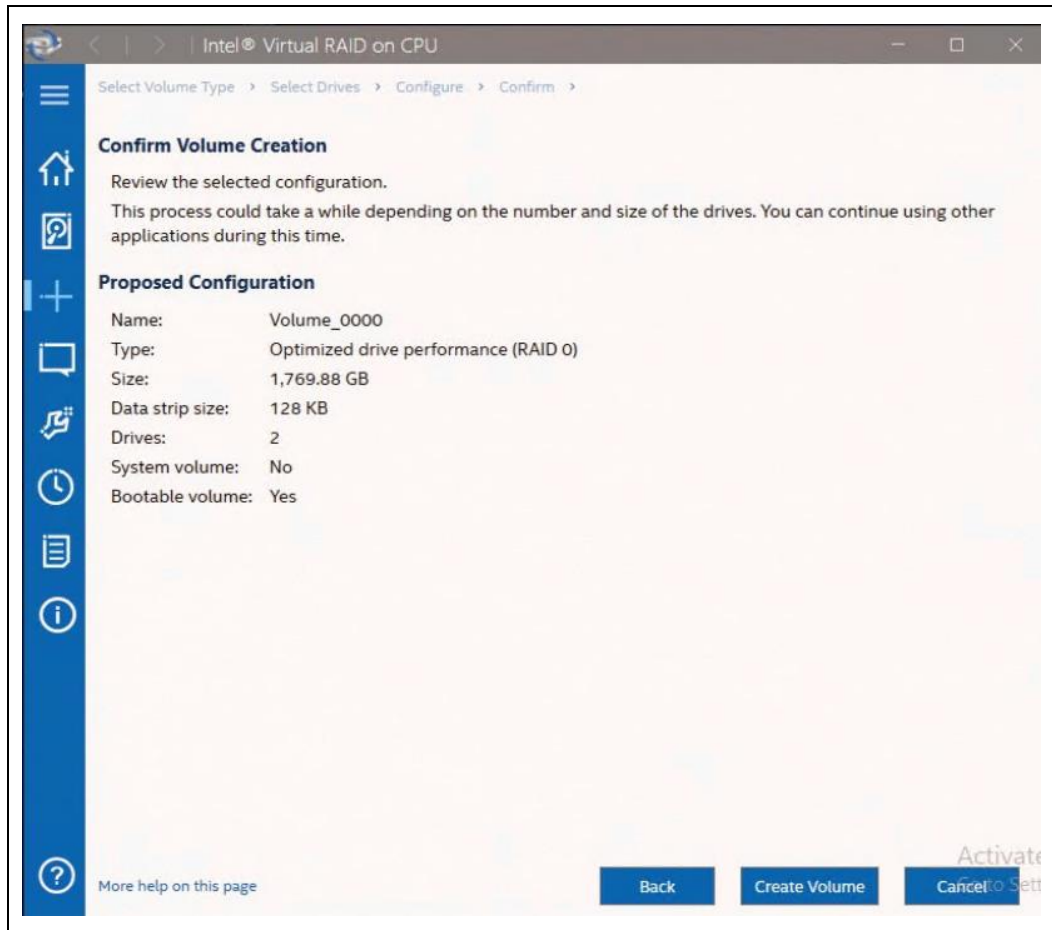 Intel® Virtual RAID on CPU
Select Volume Type > Select Drives > Configure > Confirm >
Confirm Volume Creation
Review the selected configuration.
This process could take a while depending on the number and size of the drives. You can continue using other
applications during this time.
Proposed Configuration
Name: Volume_0000
Type: Optimized drive performance (RAID 0)
Size: 1,769.88 GB
Data strip size: 128 KB
Drives: 2
System volume: No
Bootable volume: Yes
Activate
More help on this page Back Create Volume Cancel to Sett